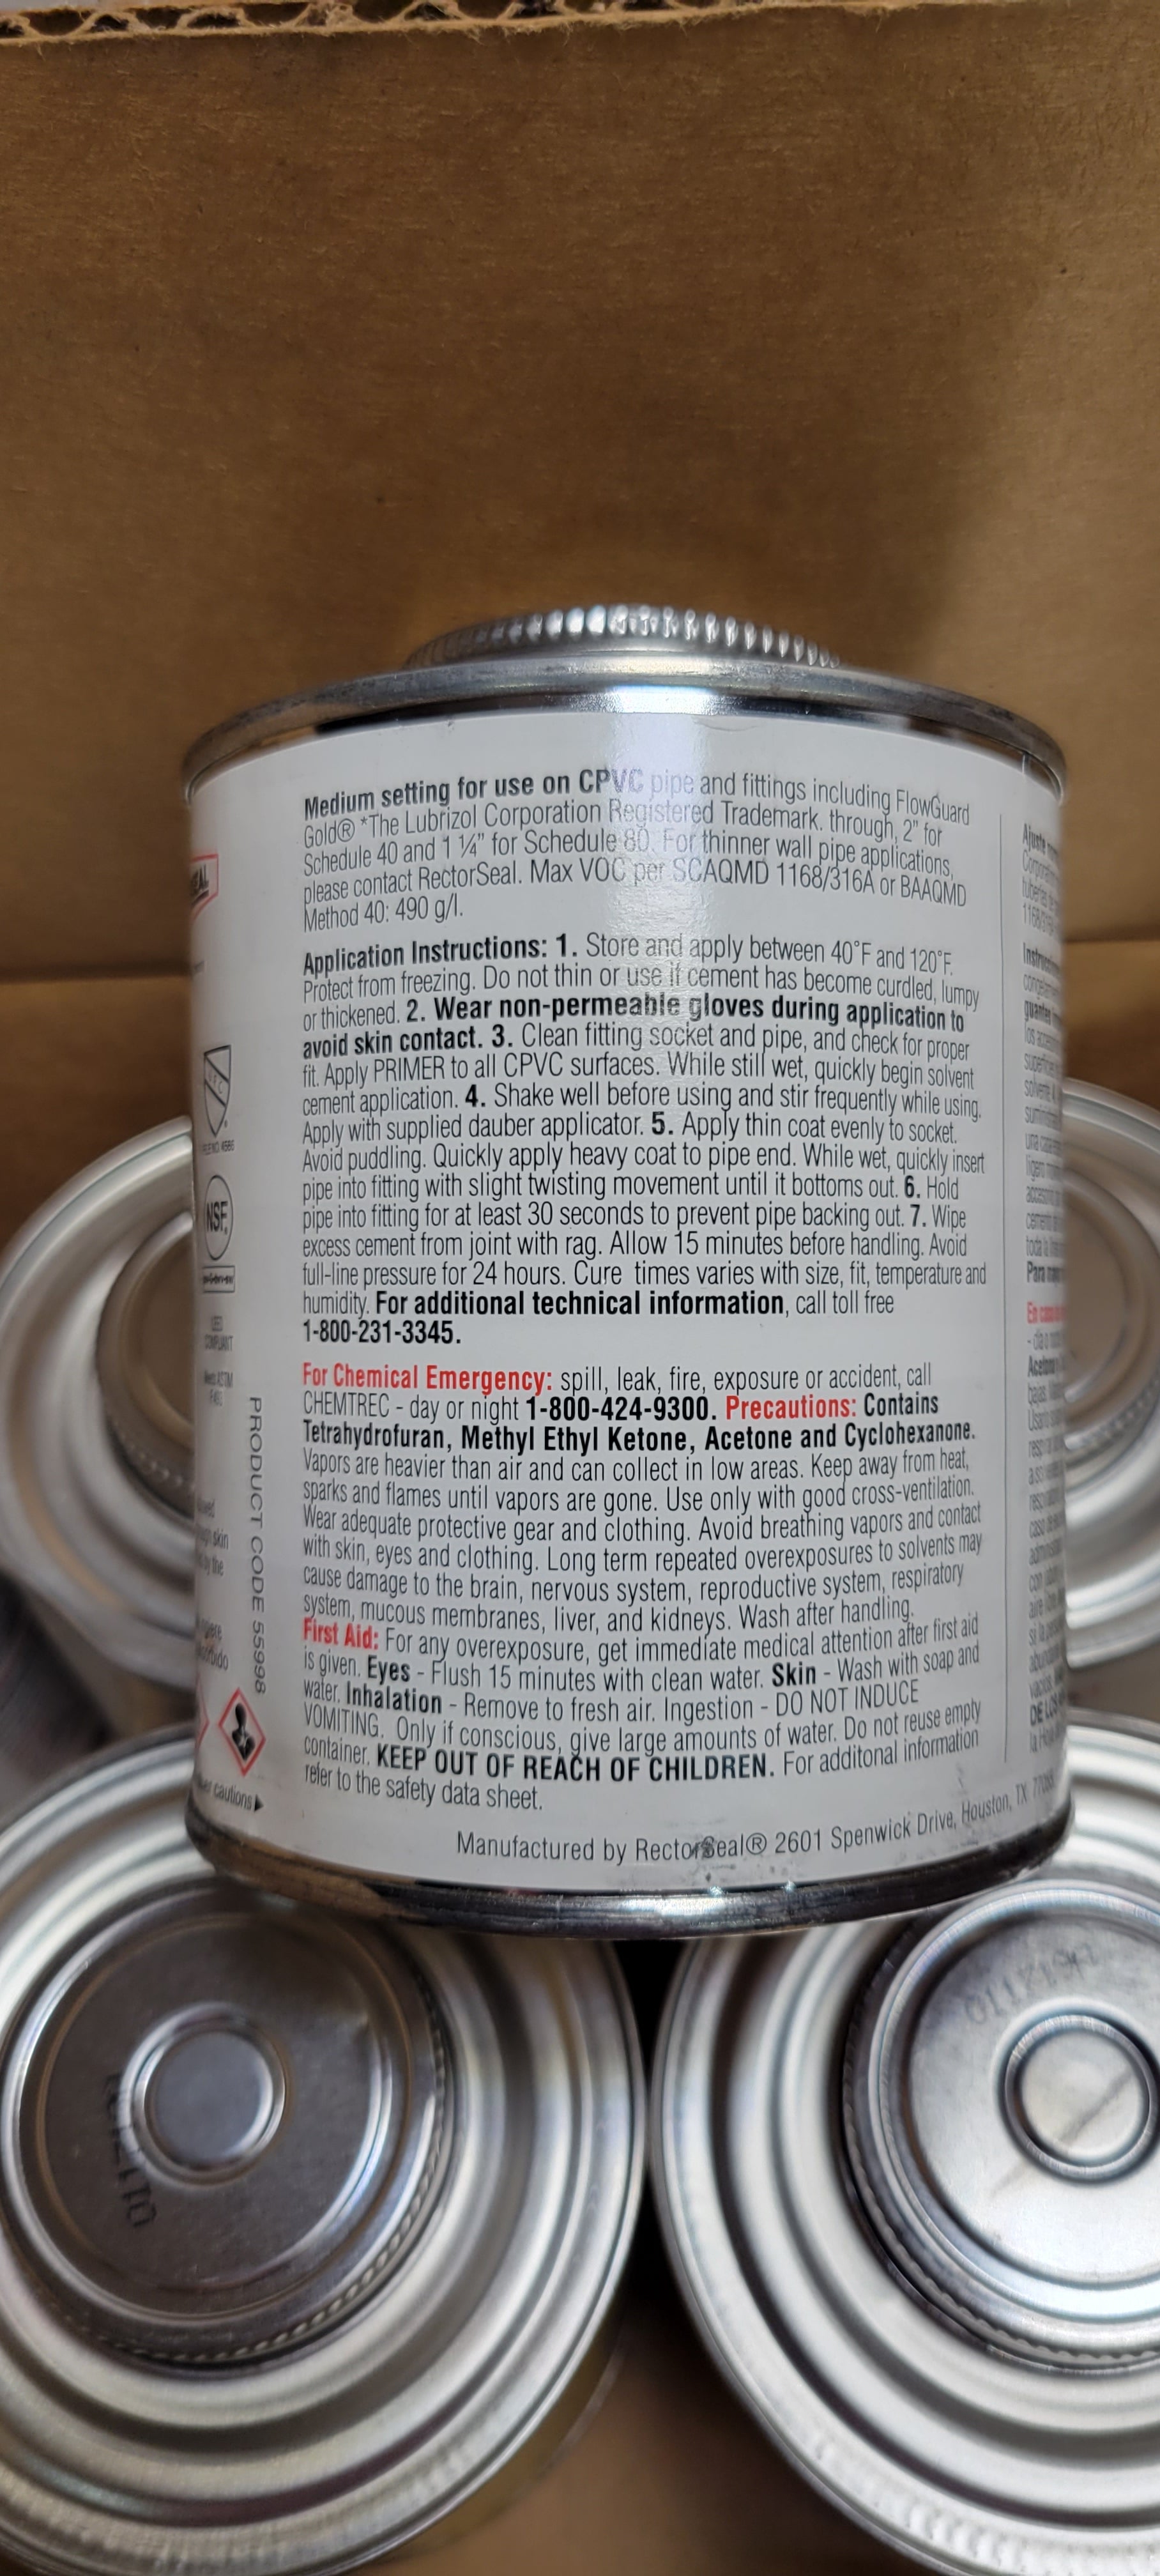 Medium setting for use on CPVC pipe and fittings including FlowGuard
Gold® *The Lubrizol Corporation Registered Trademark. through, 2” for
Schedule 40 and 1 ¼” for Schedule 80. For thinner wall pipe applications,
please contact RectorSeal. Max VOC per SCAQMD 1168/316A or BAAQMD
Method 40: 490 g/l.
Application Instructions: 1. Store and apply between 40°F and 120°F.
Protect from freezing. Do not thin or use if cement has become curdled, lumpy
or thickened. 2. Wear non-permeable gloves during application to
avoid skin contact. 3. Clean fitting socket and pipe, and check for proper
fit. Apply PRIMER to all CPVC surfaces. While still wet, quickly begin solvent
cement application. 4. Shake well before using and stir frequently while using.
Apply with supplied dauber applicator. 5. Apply thin coat evenly to socket.
Avoid puddling. Quickly apply heavy coat to pipe end. While wet, quickly insert
pipe into fitting with slight twisting movement until it bottoms out. 6. Hold
pipe into fitting for at least 30 seconds to prevent pipe backing out. 7. Wipe
excess cement from joint with rag. Allow 15 minutes before handling. Avoid
full-line pressure for 24 hours. Cure times varies with size, fit, temperature and
humidity. For additional technical information, call toll free
1-800-231-3345.
For Chemical Emergency: spill, leak, fire, exposure or accident, call
CHEMTREC - day or night 1-800-424-9300. Precautions: Contains
Tetrahydrofuran, Methyl Ethyl Ketone, Acetone and Cyclohexanone.
Vapors are heavier than air and can collect in low areas. Keep away from heat,
sparks and flames until vapors are gone. Use only with good cross-ventilation.
Wear adequate protective gear and clothing. Avoid breathing vapors and contact
with skin, eyes and clothing. Long term repeated overexposures to solvents may
cause damage to the brain, nervous system, reproductive system, respiratory
system, mucous membranes, liver, and kidneys. Wash after handling.
First Aid: For any overexposure, get immediate medical attention after first aid
is given. Eyes - Flush 15 minutes with clean water. Skin - Wash with soap and
water. Inhalation - Remove to fresh air. Ingestion - DO NOT INDUCE
VOMITING. Only if conscious, give large amounts of water. Do not reuse empty
container. KEEP OUT OF REACH OF CHILDREN. For additonal information
refer to the safety data sheet.
Manufactured by RectorSeal® 2601 Spenwick Drive, Houston, TX
NSF
PRODUCT CODE 55998
cautions